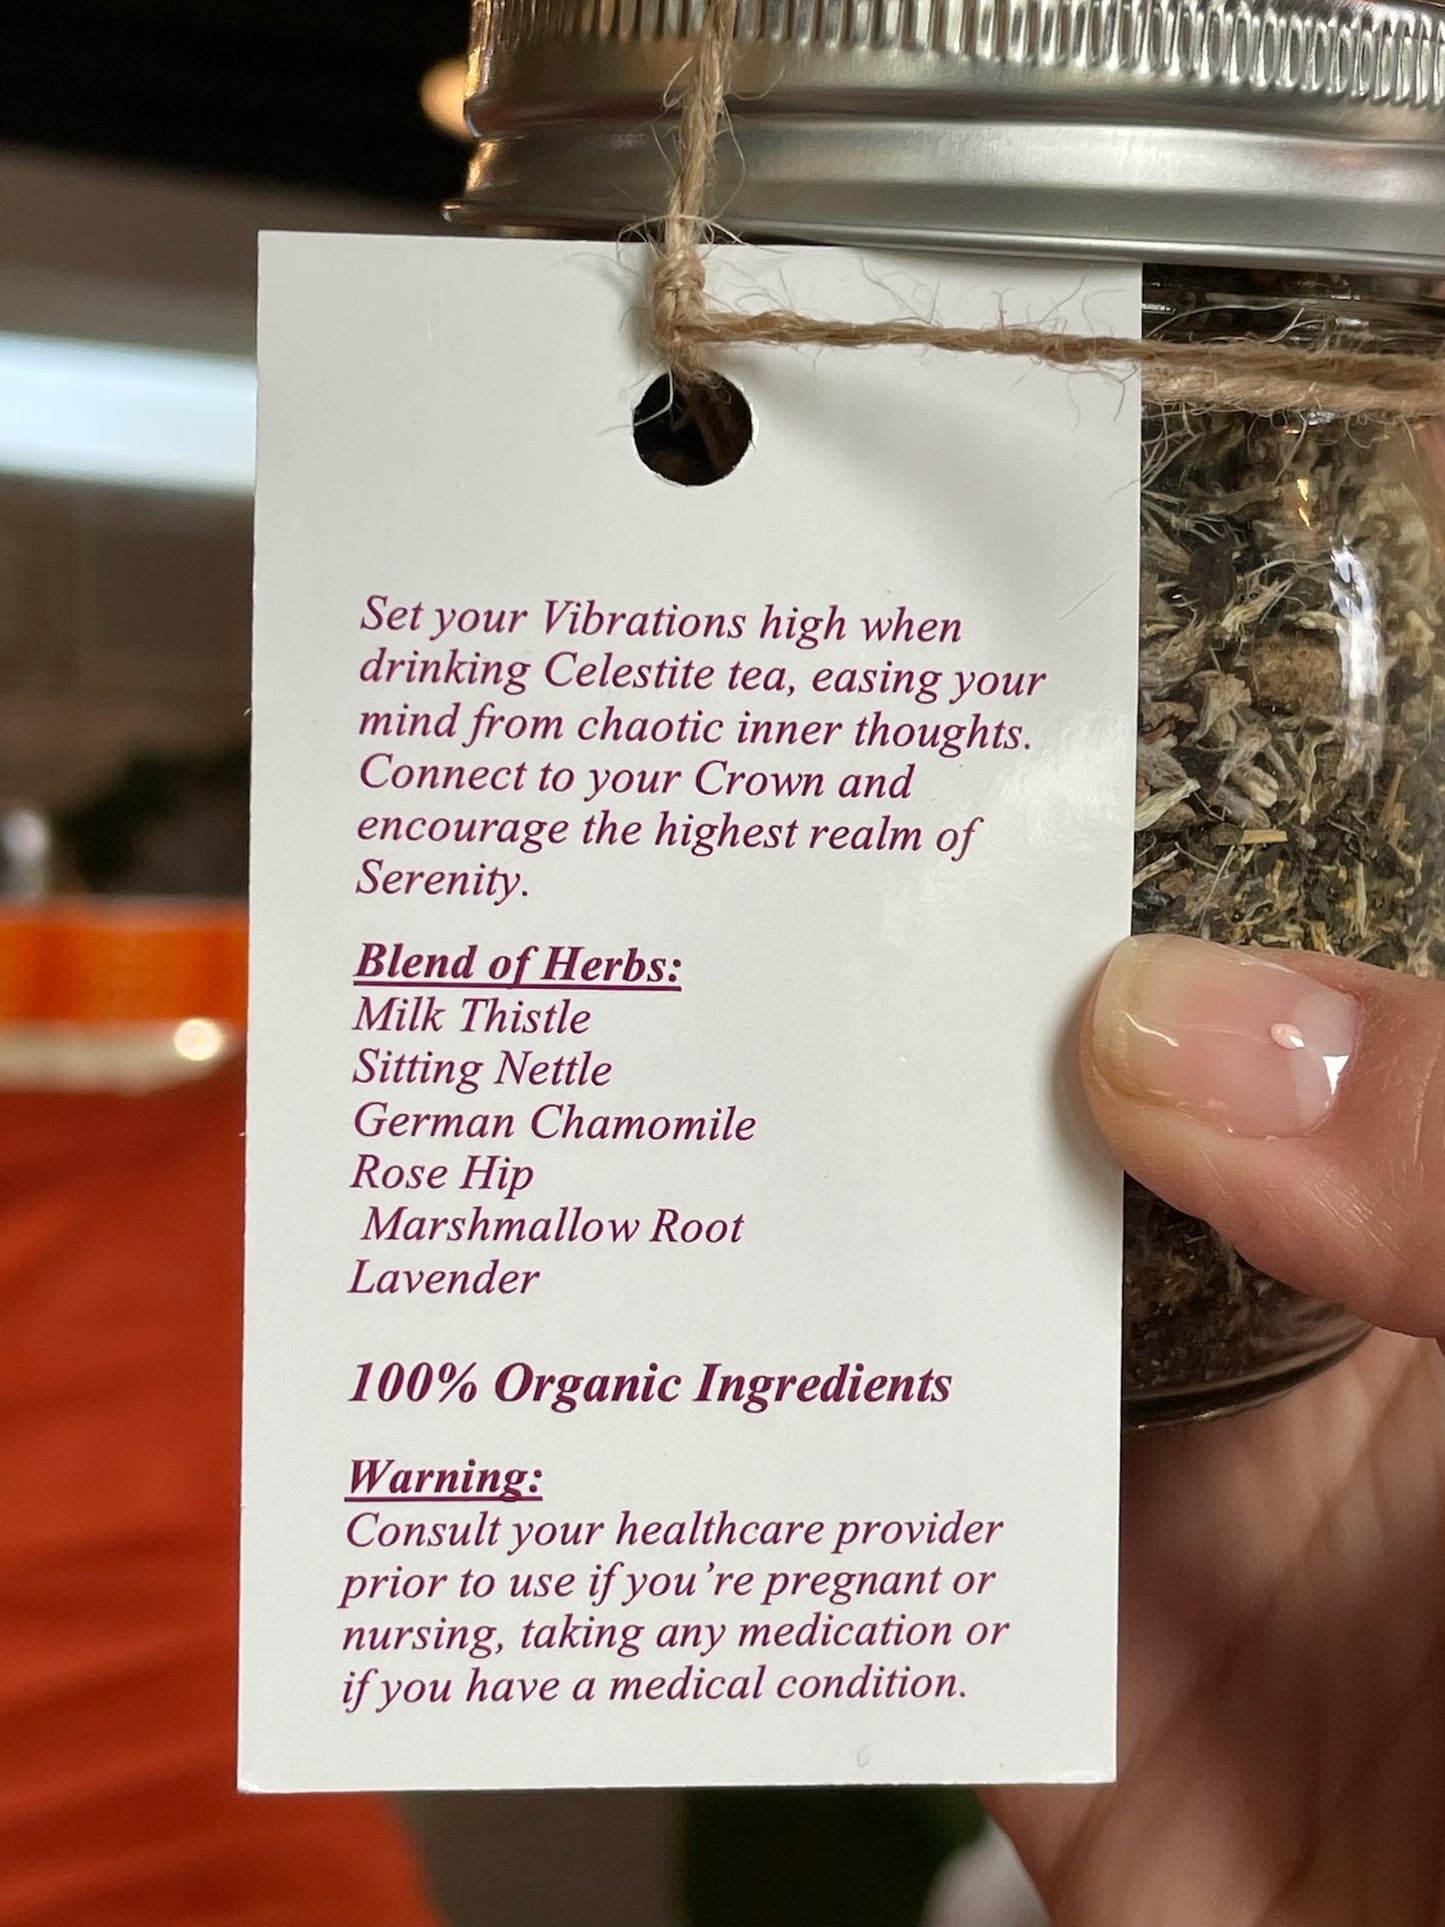 Set your Vibrations high when
drinking Celestite tea, easing your
mind from chaotic inner thoughts.
Connect to your Crown and
encourage the highest realm of
Serenity.
Blend of Herbs:
Milk Thistle
Sitting Nettle
German Chamomile
Rose Hip
Marshmallow Root
Lavender
100% Organic Ingredients
Warning:
Consult your healthcare provider
prior to use if you’re pregnant or
nursing, taking any medication or
if you have a medical condition.